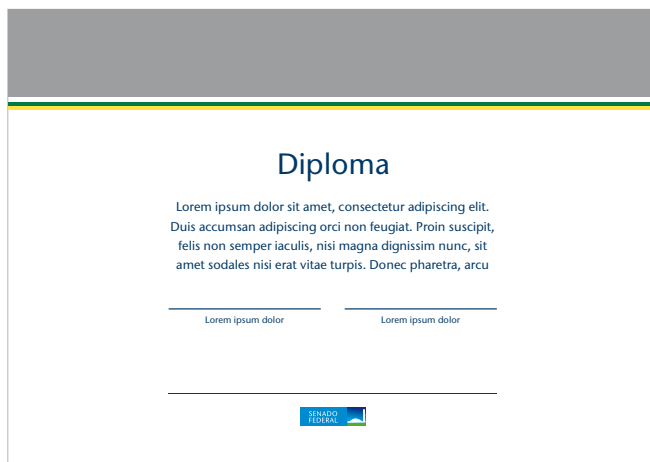 Diploma
Lorem ipsum dolor sit amet, consectetur adipiscing elit.
Duis accumsan adipiscing orci non feugiat. Proin suscipit,
felis non semper iaculis, nisi magna dignissim nunc, sit
amet sodales nisi erat vitae turpis. Donec pharetra, arcu
Lorem ipsum dolor
Lorem ipsum dolor
SENADO
FEDERAL